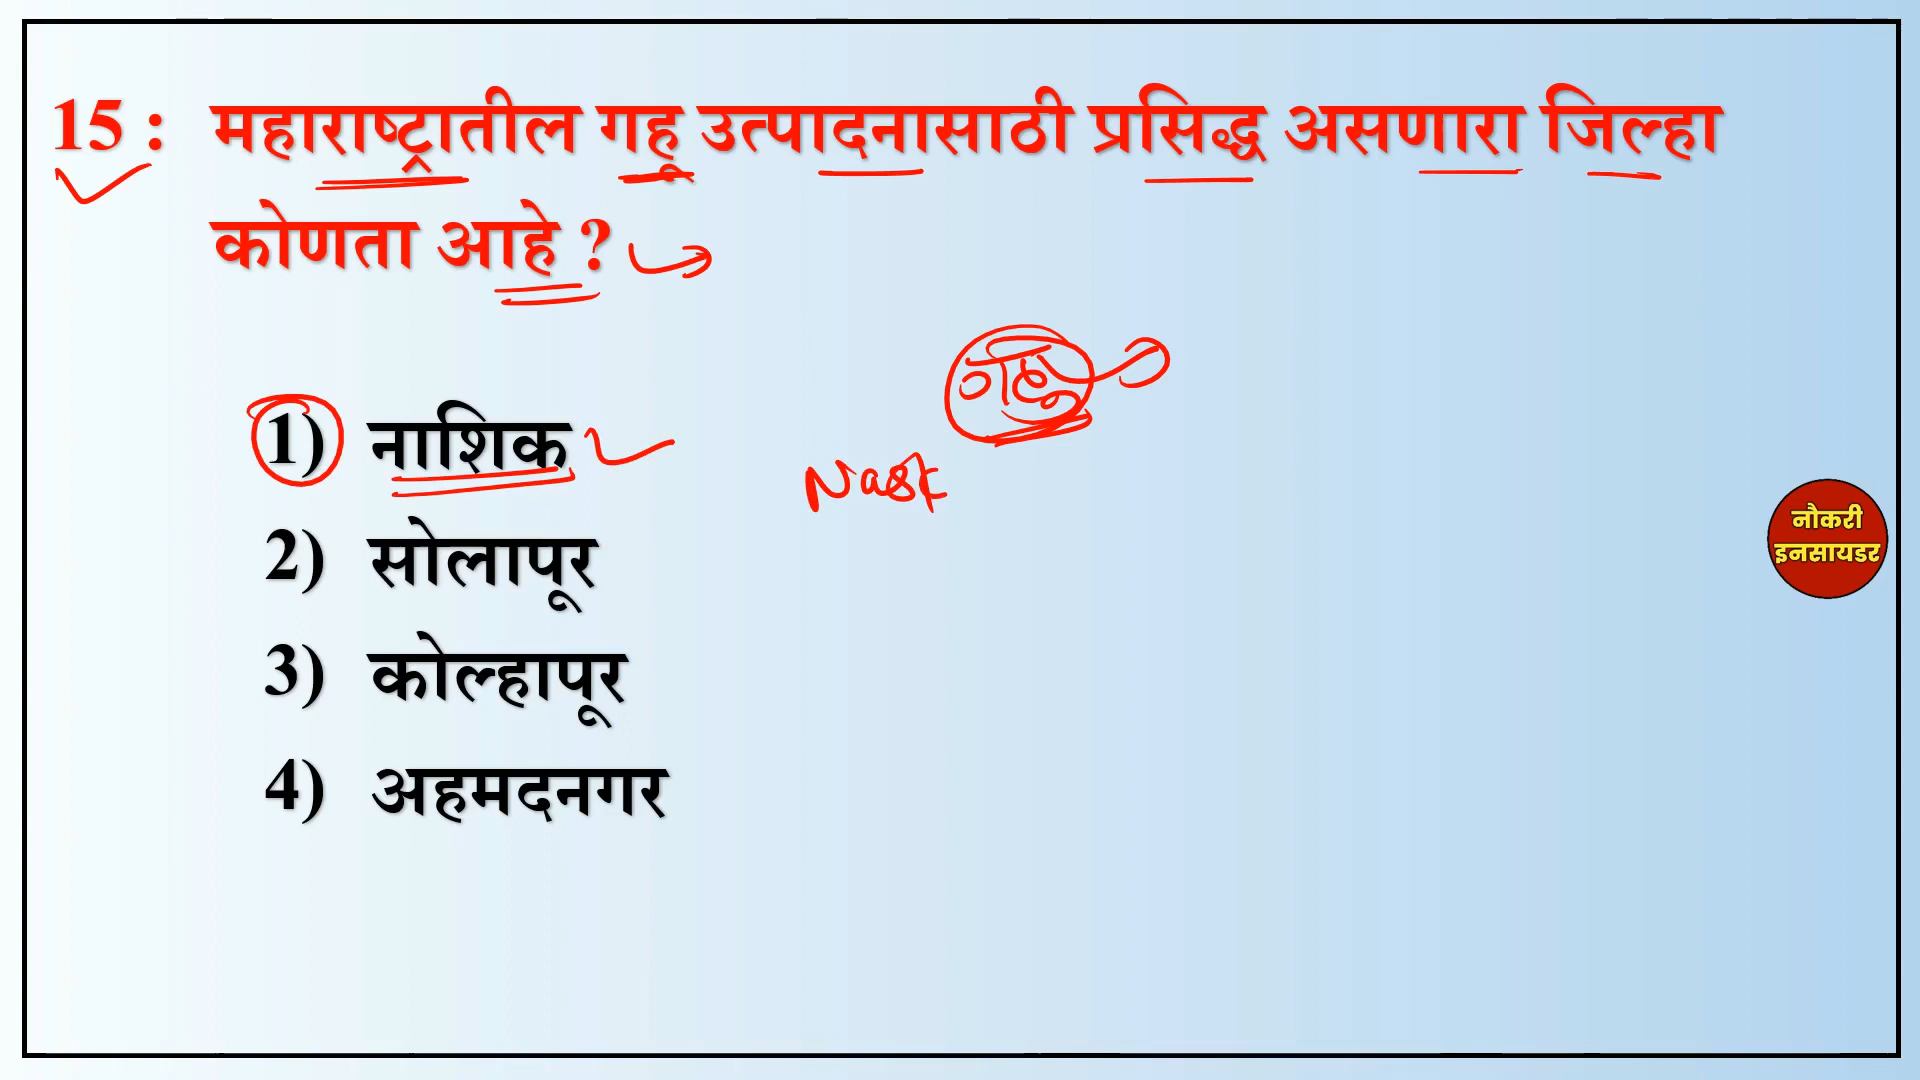 15 : महाराष्ट्रातील गहू उत्पादनासाठी प्रसिद्ध असणारा जिल्हा
कोणता आहे ?
गहू
1) नाशिक
2) सोलापूर
3) कोल्हापूर
4) अहमदनगर
नौकरी
इनसायडर